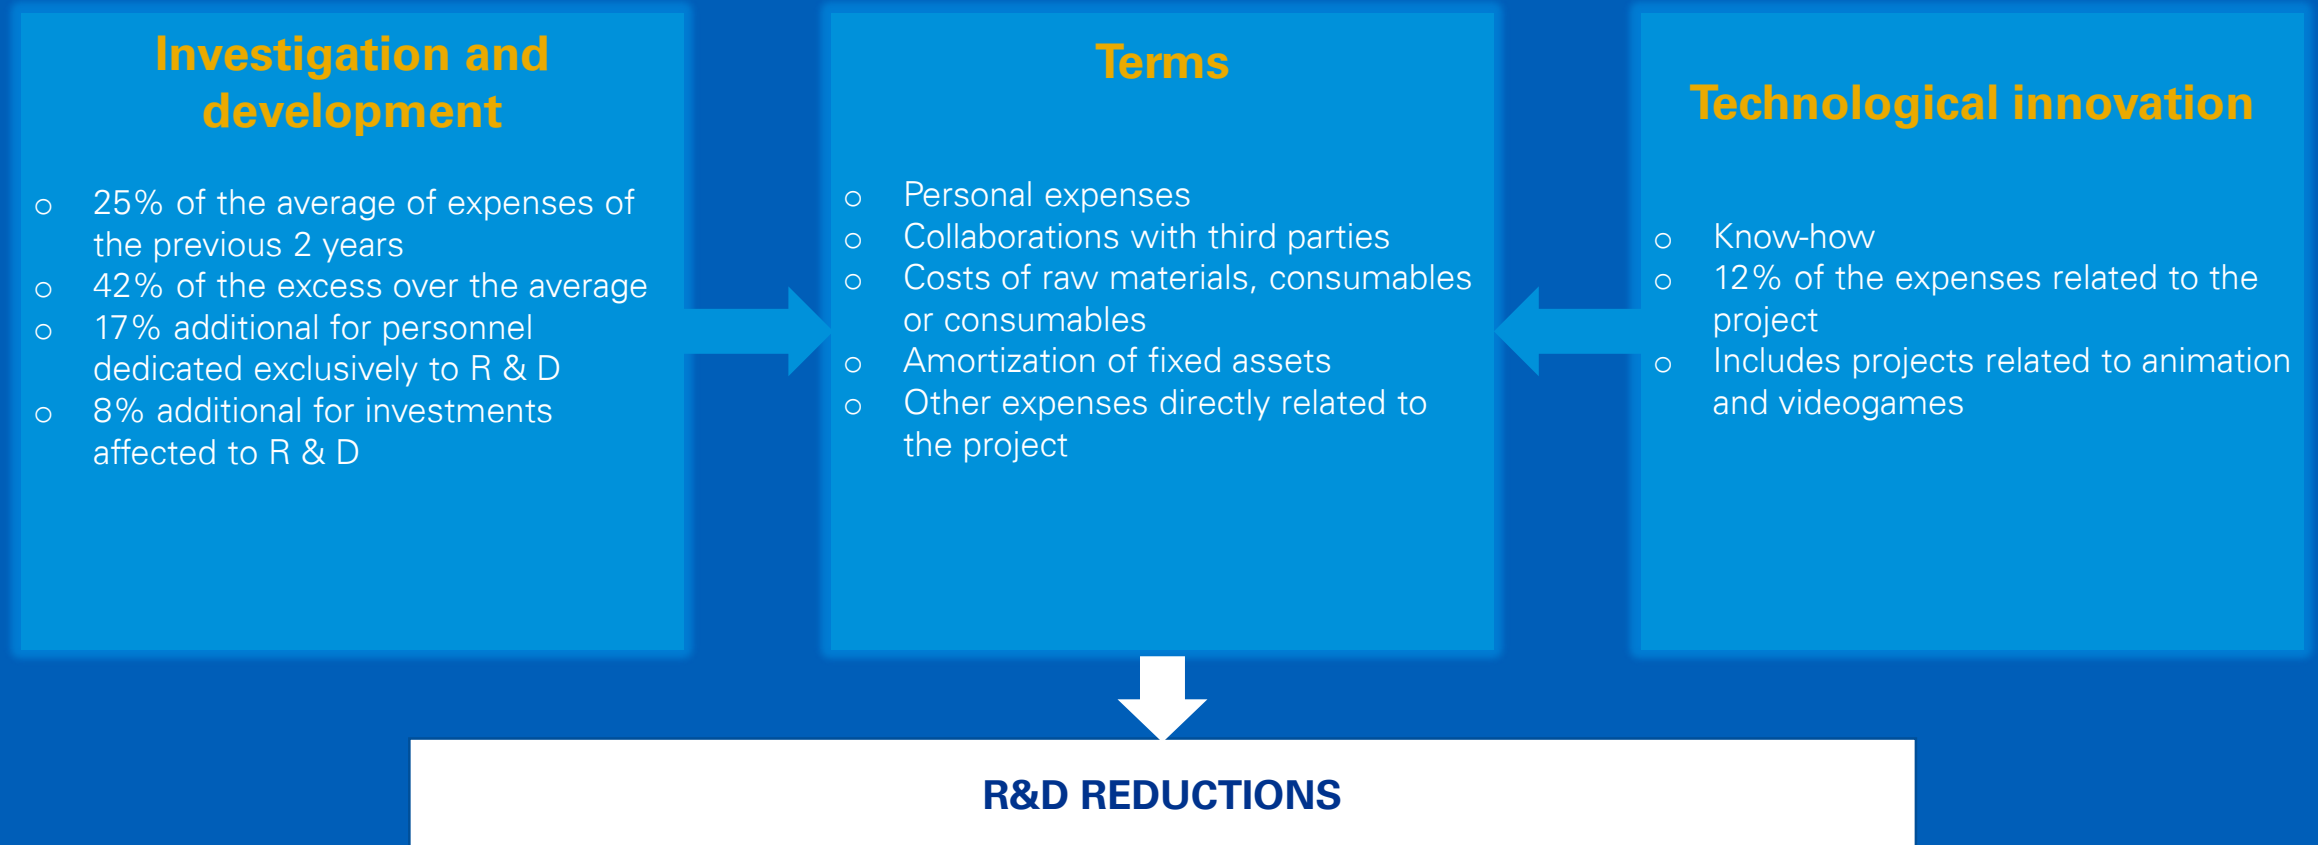 Investigation and
development
○ 25% of the average of expenses of
the previous 2 years
○ 42% of the excess over the average
○ 17% additional for personnel
dedicated exclusively to R & D
○ 8% additional for investments
affected to R & D
Terms
○ Personal expenses
○ Collaborations with third parties
○ Costs of raw materials, consumables
or consumables
○ Amortization of fixed assets
○ Other expenses directly related to
the project
Technological innovation
○ Know-how
○ 12% of the expenses related to the
project
○ Includes projects related to animation
and videogames
R&D REDUCTIONS